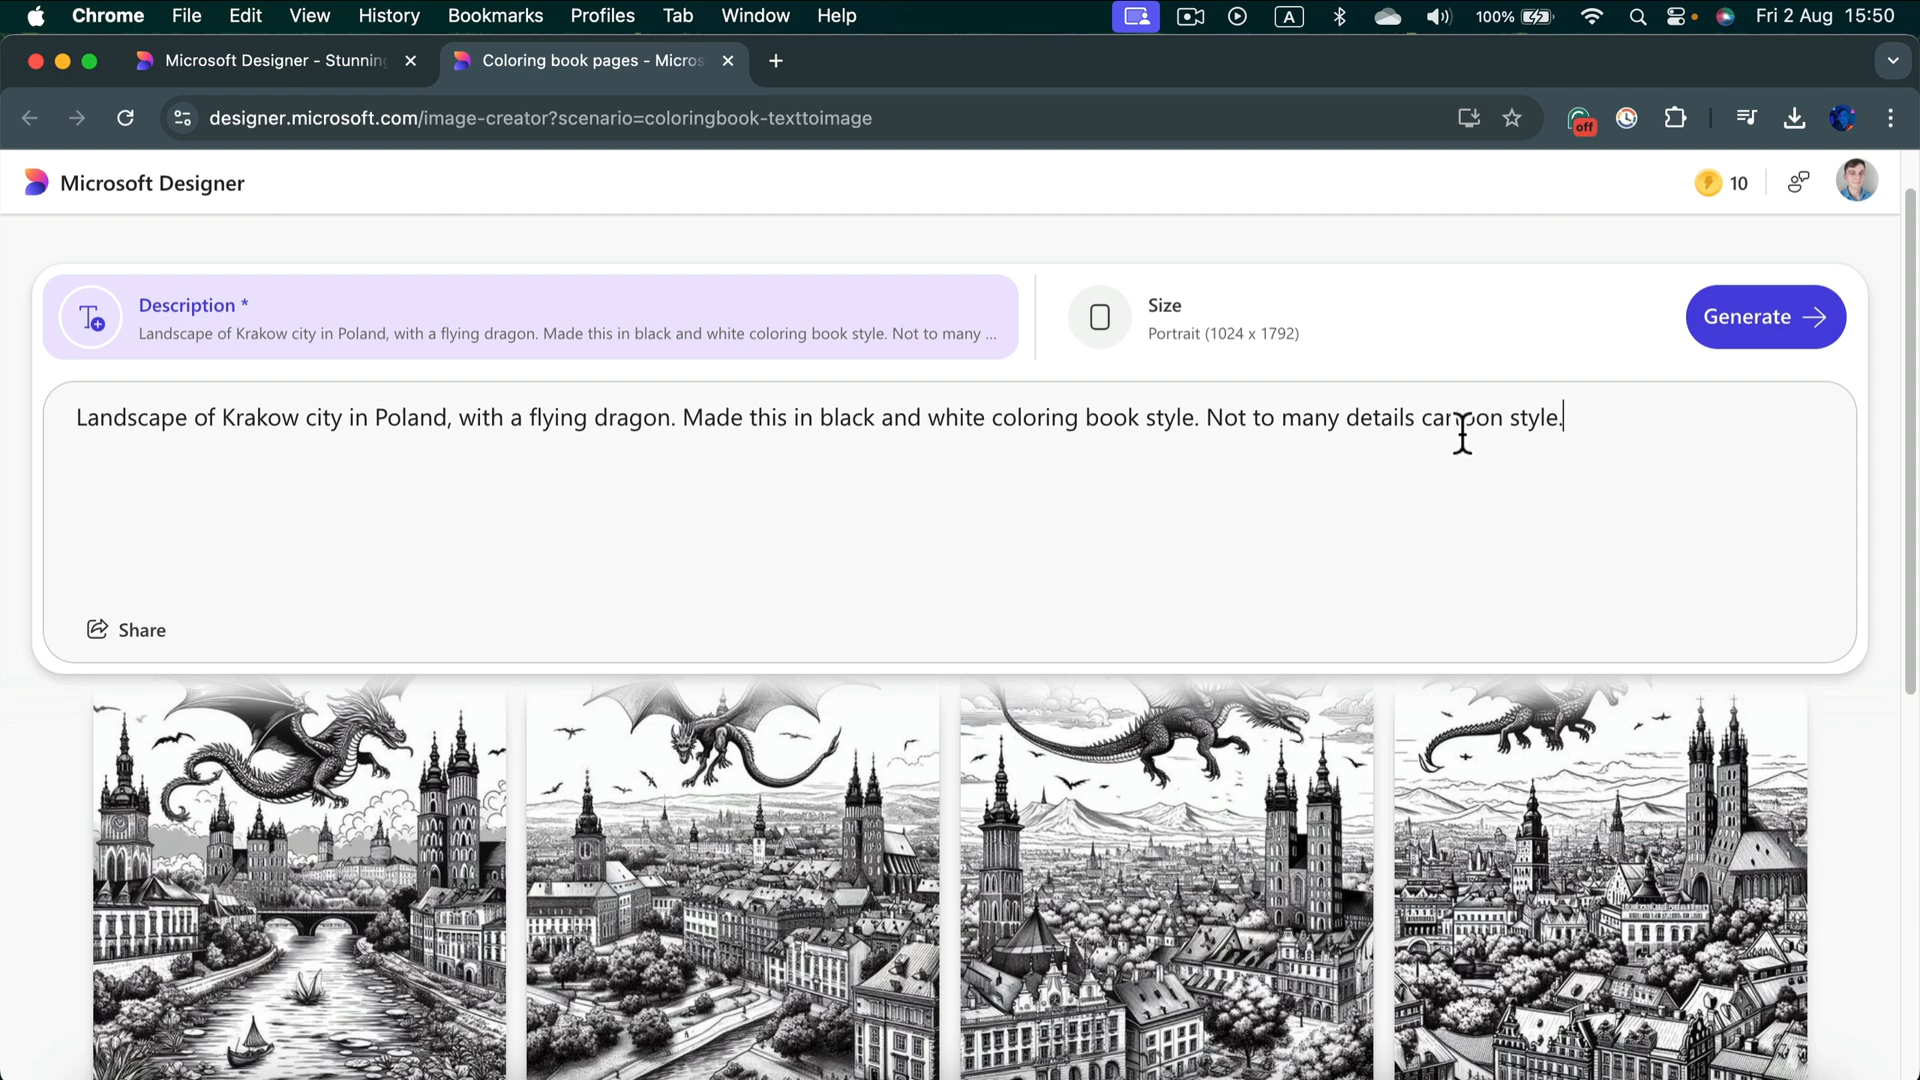 Chrome File Edit View History Bookmarks Profiles Tab Window Help A 100% Fri 2 Aug 15:50
Microsoft Designer - Stunning Coloring book pages - Micros
designer.microsoft.com/image-creator?scenario=coloringbook-texttoimage off
Microsoft Designer 10
Description * Size
Landscape of Krakow city in Poland, with a flying dragon. Made this in black and white coloring book style. Not to many ... Portrait (1024 x 1792) Generate
Landscape of Krakow city in Poland, with a flying dragon. Made this in black and white coloring book style. Not to many details cartoon style.
Share